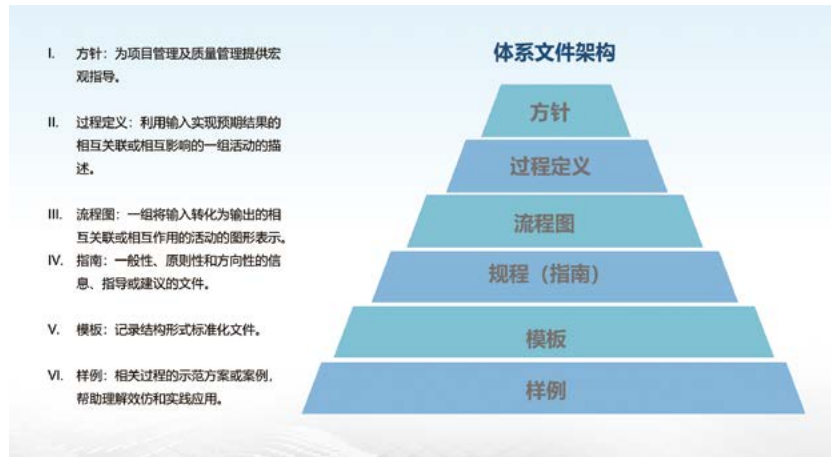 I. 方针：为项目管理及质量管理提供宏
观指导。
II. 过程定义：利用输入实现预期结果的
相互关联或相互影响的一组活动的描
述。
III. 流程图：一组将输入转化为输出的相
互关联或相互作用的活动的图形表示。
IV. 指南：一般性、原则性和方向性的信
息、指导或建议的文件。
V. 模板：记录结构形式标准化文件。
VI. 样例：相关过程的示范方案或案例，
帮助理解效仿和实践应用。
体系文件架构
方针
过程定义
流程图
规程（指南）
模板
样例